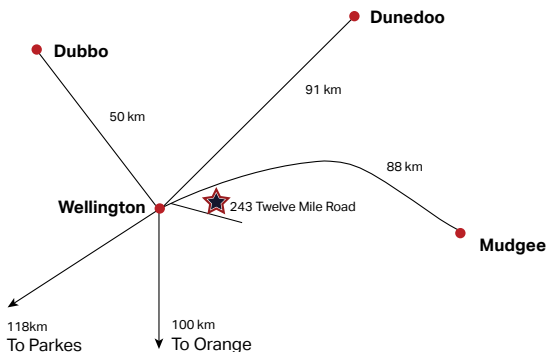 Dunedoo
Dubbo
91 km
50 km
88 km
Wellington
243 Twelve Mile Road
Mudgee
118km
To Parkes
100 km
To Orange